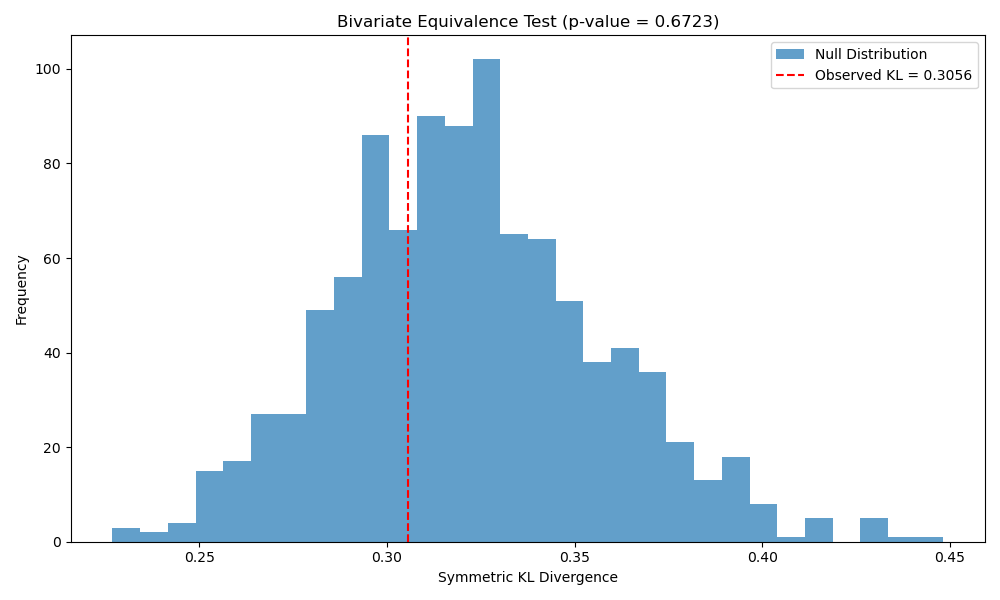 Bivariate Equivalence Test (p-value = 0.6723)
Null Distribution
Observed KL = 0.3056
100
80
60
40
20
0
Frequency
0.25 0.30 0.35 0.40 0.45
Symmetric KL Divergence